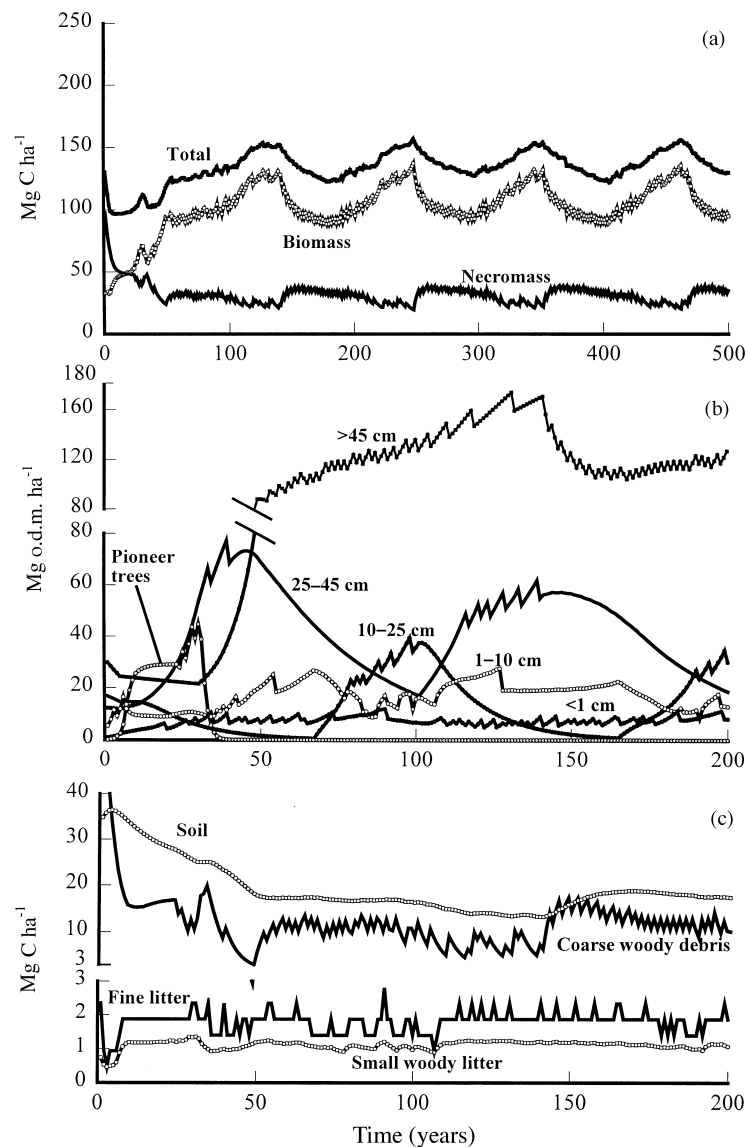 250
(a)
200
150
Total
Mg C ha-1
100
Biomass
50
Necromass
0
0 100 200 300 400 500
180
(b)
160
>45 cm
120
80
80
Pioneer
trees
60
25–45 cm
Mg o.d.m. ha-1
40
10–25 cm
1–10 cm
20
<1 cm
0
0 50 100 150 200
40
(c)
Soil
30
20
10
Coarse woody debris
3
Mg C ha-1
3
Fine litter
2
1
Small woody litter
0
0 50 100 150 200
Time (years)